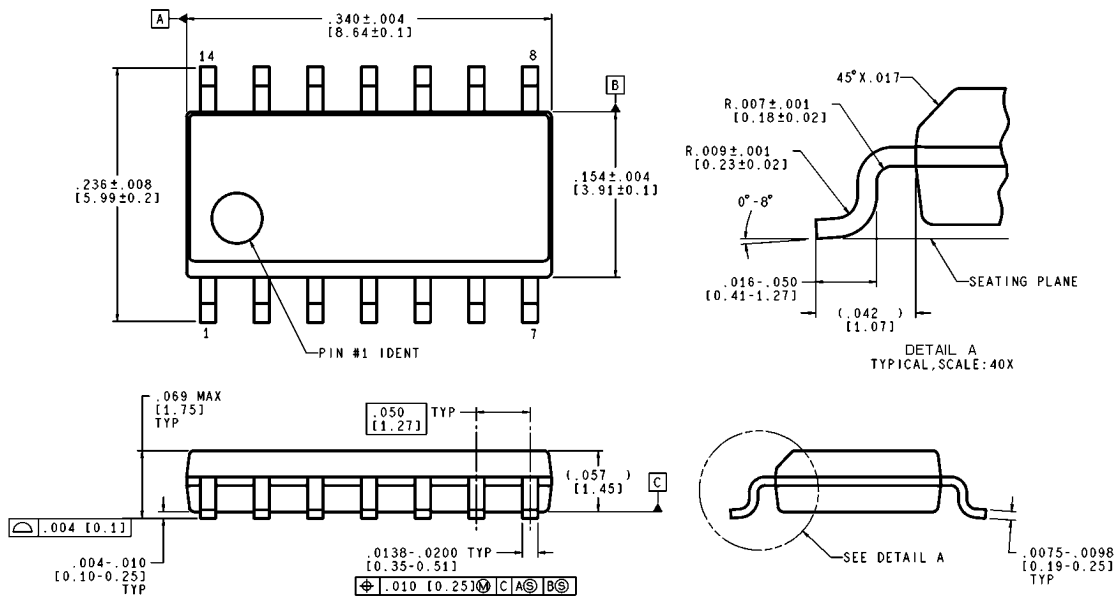 A
.340±.004
[8.64±0.1]
14
8
B
.236±.008
[5.99±0.2]
.154±.004
[3.91±0.1]
1
7
PIN #1 IDENT
45°X.017
R.007±.001
[0.18±0.02]
R.009±.001
[0.23±0.02]
0°-8°
SEATING PLANE
.016-.050
[0.41-1.27]
(.042 )
[1.07]
DETAIL A
TYPICAL,SCALE:40X
.069 MAX
[1.75]
TYP
.050
[1.27]
TYP
(.057 )
[1.45]
C
⌓ .004 [0.1]
.004-.010
[0.10-0.25]
TYP
.0138-.0200 TYP
[0.35-0.51]
⌖ .010 [0.25]Ⓜ C AⓈ BⓈ
SEE DETAIL A
.0075-.0098
[0.19-0.25]
TYP